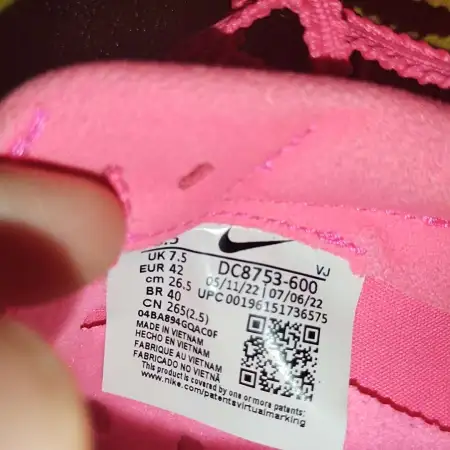 UK 7.5
EUR 42
cm 26.5
BR 40
CN 265(2.5)
DC8753-600 VJ
05/11/22 07/06/22
UPC 00196151736575
04BA894GQAC0F
MADE IN VIETNAM
HECHO EN VIETNAM
FABRIQUE AU VIETNAM
FABRICADO NO VIETNÃ
This product is covered by one or more patents;
www.nike.com/patentsvirtualmarking